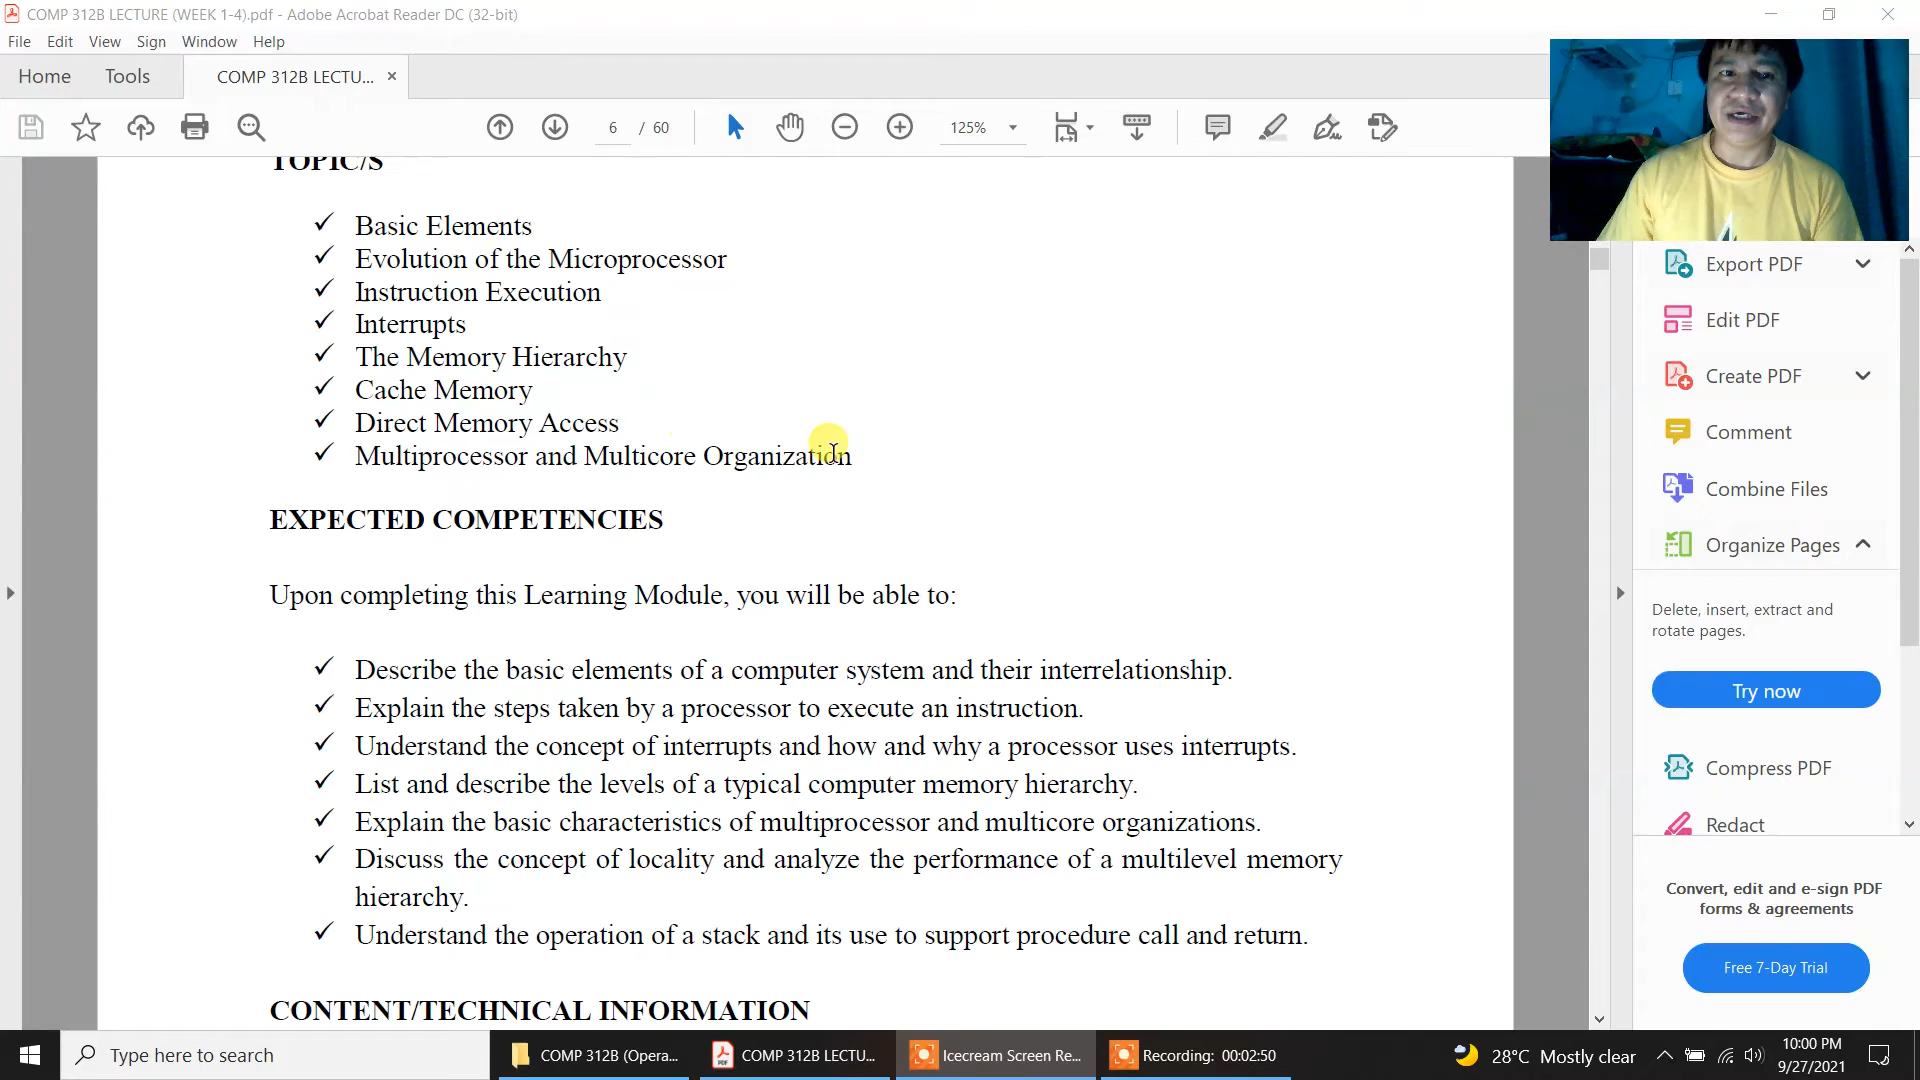 COMP 312B LECTURE (WEEK 1-4).pdf - Adobe Acrobat Reader DC (32-bit)
File Edit View Sign Window Help
Home Tools COMP 312B LECTU... ×
6 / 60 125%
TOPIC/S
✓ Basic Elements
✓ Evolution of the Microprocessor
✓ Instruction Execution
✓ Interrupts
✓ The Memory Hierarchy
✓ Cache Memory
✓ Direct Memory Access
✓ Multiprocessor and Multicore Organization
EXPECTED COMPETENCIES
Upon completing this Learning Module, you will be able to:
✓ Describe the basic elements of a computer system and their interrelationship.
✓ Explain the steps taken by a processor to execute an instruction.
✓ Understand the concept of interrupts and how and why a processor uses interrupts.
✓ List and describe the levels of a typical computer memory hierarchy.
✓ Explain the basic characteristics of multiprocessor and multicore organizations.
✓ Discuss the concept of locality and analyze the performance of a multilevel memory
hierarchy.
✓ Understand the operation of a stack and its use to support procedure call and return.
CONTENT/TECHNICAL INFORMATION
Export PDF
Edit PDF
Create PDF
Comment
Combine Files
Organize Pages
Delete, insert, extract and
rotate pages.
Try now
Compress PDF
Redact
Convert, edit and e-sign PDF
forms & agreements
Free 7-Day Trial
Type here to search
COMP 312B (Opera...
COMP 312B LECTU...
Icecream Screen Re...
Recording: 00:02:50
28°C Mostly clear
10:00 PM
9/27/2021